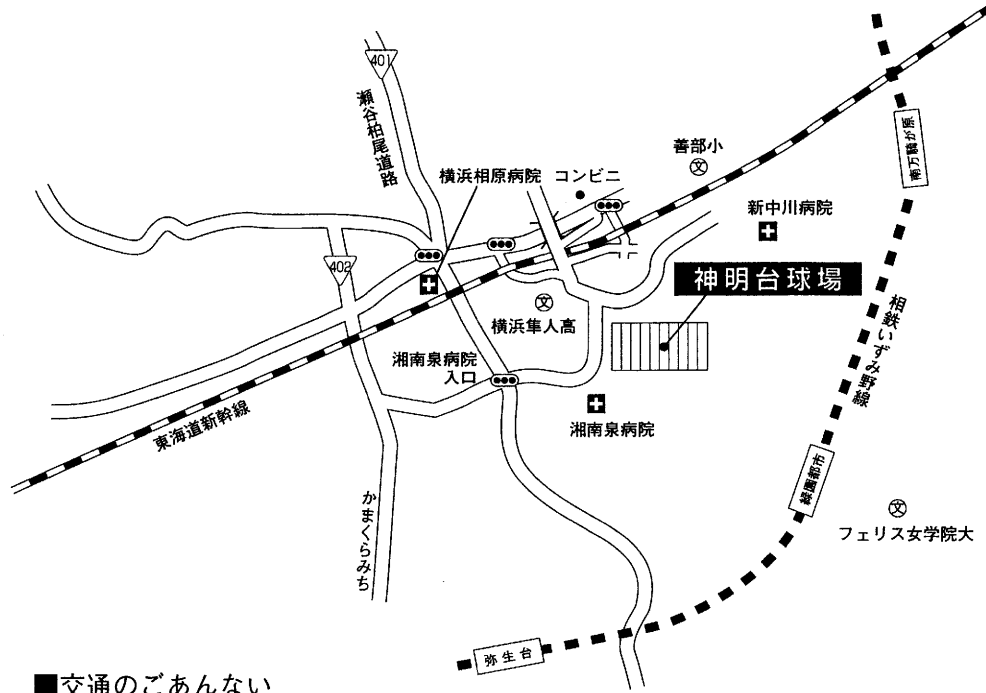 401
瀬谷柏尾道路
横浜相原病院
コンビニ
善部小
文
南万騎が原
新中川病院
402
神明台球場
文
横浜隼人高
相鉄いずみ野線
湘南泉病院
入口
湘南泉病院
東海道新幹線
かまくらみち
緑園都市
文
フェリス女学院大
弥生台
■交通のごあんない